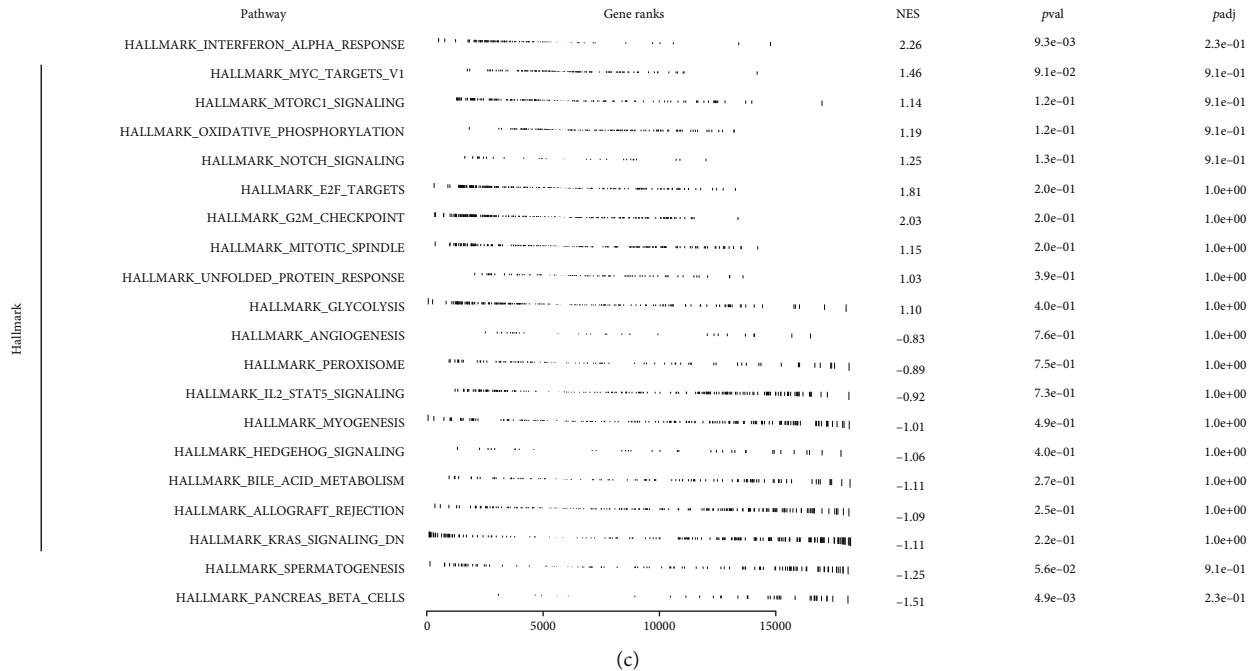 Pathway Gene ranks NES pval padj
HALLMARK_INTERFERON_ALPHA_RESPONSE 2.26 9.3e–03 2.3e–01
HALLMARK_MYC_TARGETS_V1 1.46 9.1e–02 9.1e–01
HALLMARK_MTORC1_SIGNALING 1.14 1.2e–01 9.1e–01
HALLMARK_OXIDATIVE_PHOSPHORYLATION 1.19 1.2e–01 9.1e–01
HALLMARK_NOTCH_SIGNALING 1.25 1.3e–01 9.1e–01
HALLMARK_E2F_TARGETS 1.81 2.0e–01 1.0e+00
HALLMARK_G2M_CHECKPOINT 2.03 2.0e–01 1.0e+00
HALLMARK_MITOTIC_SPINDLE 1.15 2.0e–01 1.0e+00
HALLMARK_UNFOLDED_PROTEIN_RESPONSE 1.03 3.9e–01 1.0e+00
HALLMARK_GLYCOLYSIS 1.10 4.0e–01 1.0e+00
Hallmark
HALLMARK_ANGIOGENESIS –0.83 7.6e–01 1.0e+00
HALLMARK_PEROXISOME –0.89 7.5e–01 1.0e+00
HALLMARK_IL2_STAT5_SIGNALING –0.92 7.3e–01 1.0e+00
HALLMARK_MYOGENESIS –1.01 4.9e–01 1.0e+00
HALLMARK_HEDGEHOG_SIGNALING –1.06 4.0e–01 1.0e+00
HALLMARK_BILE_ACID_METABOLISM –1.11 2.7e–01 1.0e+00
HALLMARK_ALLOGRAFT_REJECTION –1.09 2.5e–01 1.0e+00
HALLMARK_KRAS_SIGNALING_DN –1.11 2.2e–01 1.0e+00
HALLMARK_SPERMATOGENESIS –1.25 5.6e–02 9.1e–01
HALLMARK_PANCREAS_BETA_CELLS –1.51 4.9e–03 2.3e–01
0 5000 10000 15000
(c)